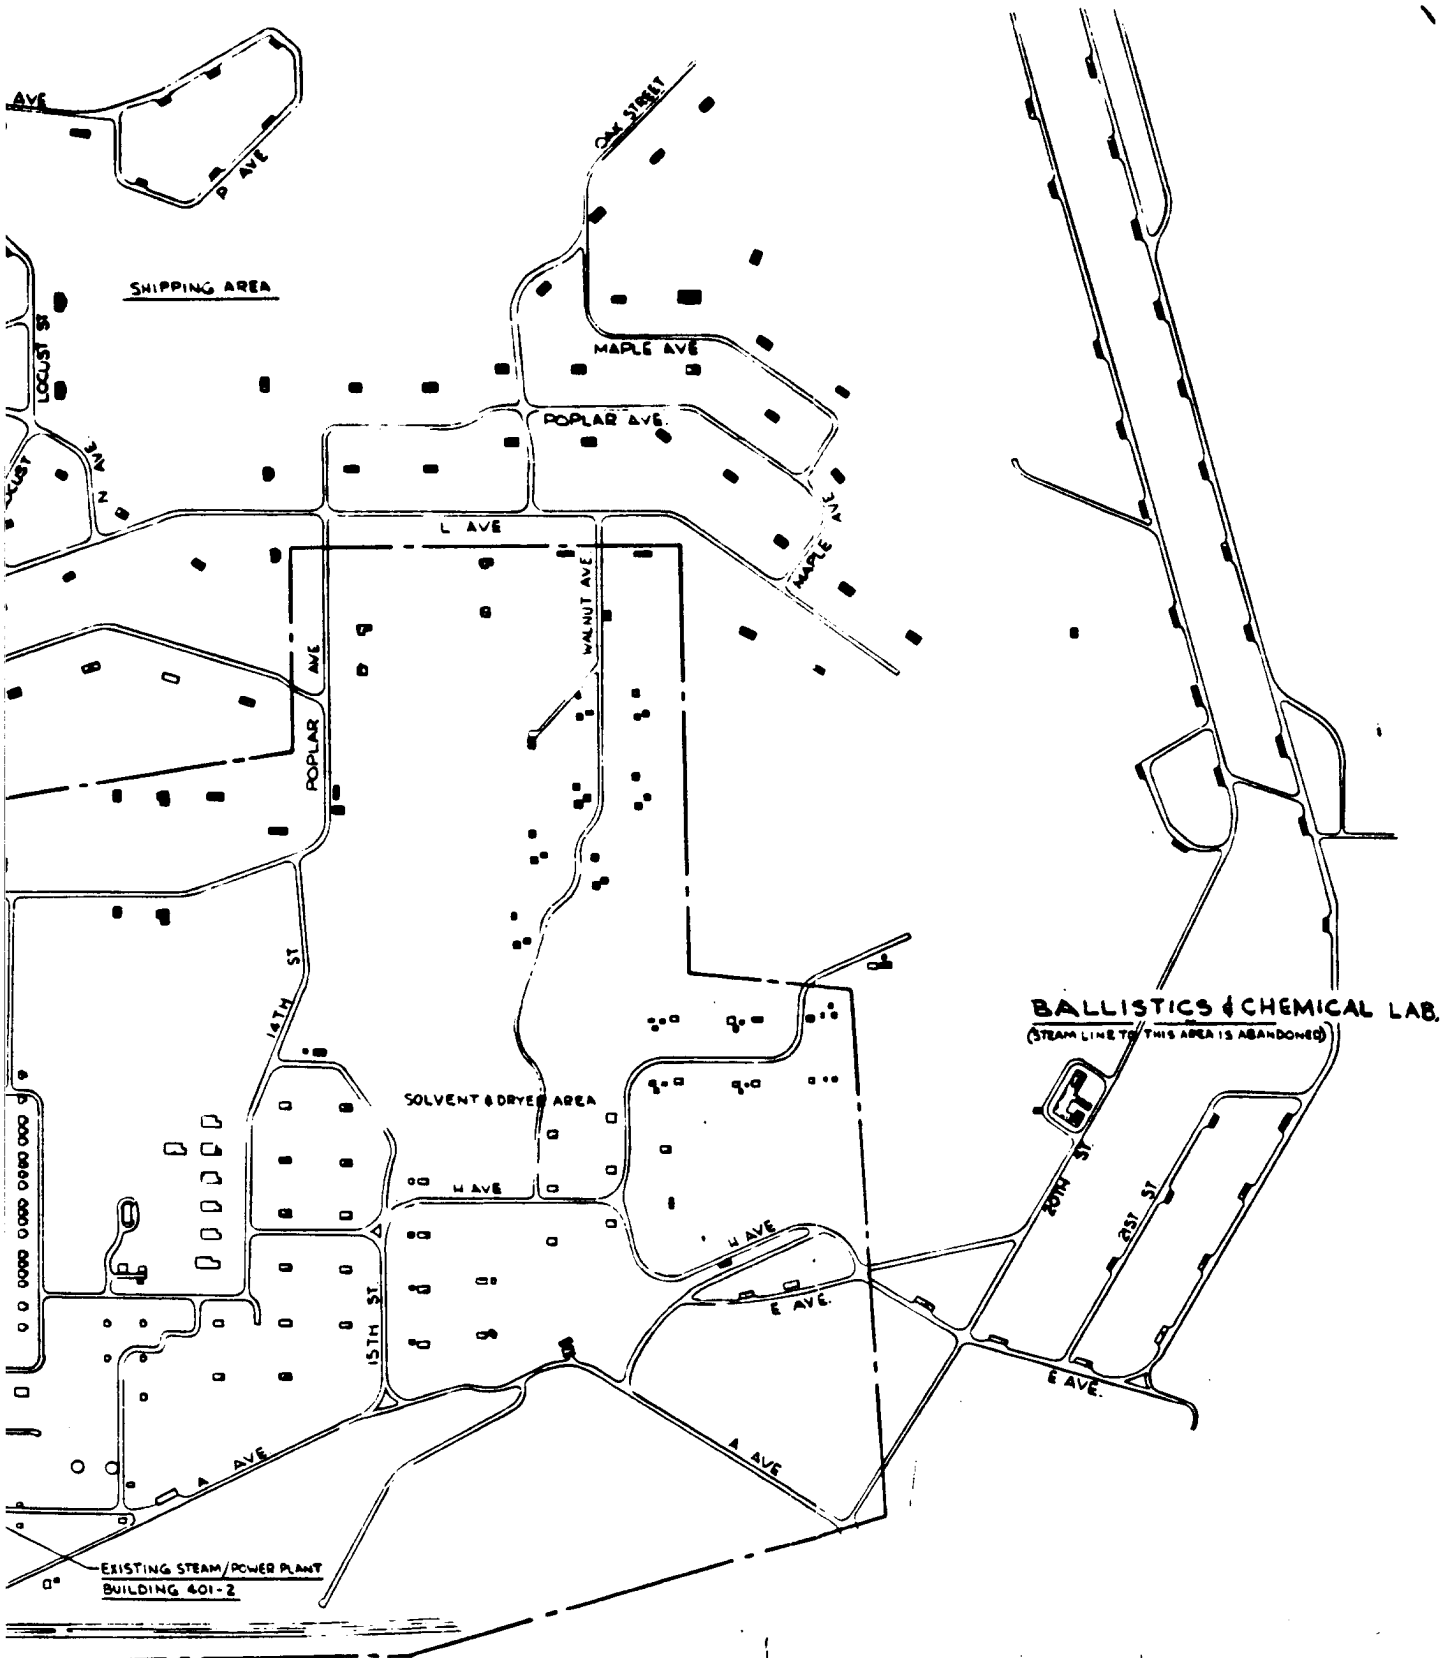 AVE
P AVE
OAK STREET
SHIPPING AREA
LOCUST ST
MAPLE AVE
POPLAR AVE.
N AVE
L AVE
MAPLE AVE
WALNUT AVE
POPLAR AVE
14TH ST
BALLISTICS & CHEMICAL LAB.
(STEAM LINE TO THIS AREA IS ABANDONED)
SOLVENT & DRYER AREA
H AVE
20TH ST
21ST ST
H AVE
E AVE.
15TH ST
E AVE.
A AVE
A AVE
EXISTING STEAM/POWER PLANT
BUILDING 401-2